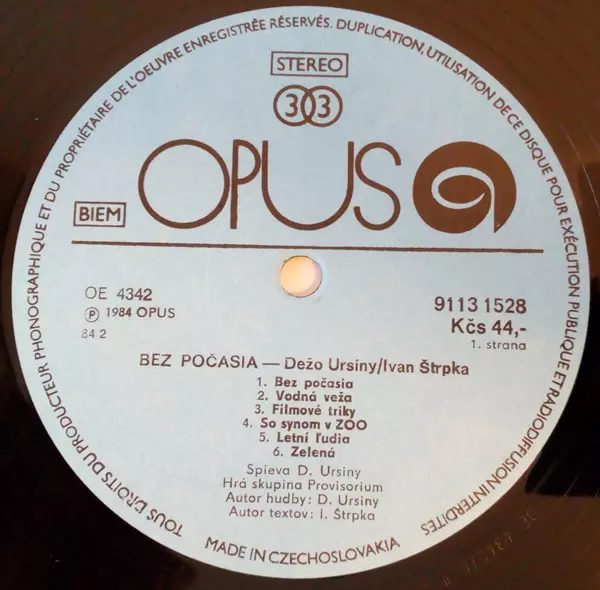 TOUS DROITS DU PRODUCTEUR PHONOGRAPHIQUE ET DU PROPRIÉTAIRE DE L'OEUVRE ENREGISTRÉE RÉSERVÉS. DUPLICATION, UTILISATION DE CE DISQUE POUR EXÉCUTION PUBLIQUE ET RADIODIFFUSION INTERDITES
STEREO
33
OPUS
BIEM
OE 4342
Ⓟ 1984 OPUS
84 2
9113 1528
Kčs 44,-
1. strana
BEZ POČASIA — Dežo Ursiny/Ivan Štrpka
1. Bez počasia
2. Vodná veža
3. Filmové triky
4. So synom v ZOO
5. Letní ľudia
6. Zelená
Spieva D. Ursiny
Hrá skupina Provisorium
Autor hudby: D. Ursiny
Autor textov: I. Štrpka
MADE IN CZECHOSLOVAKIA